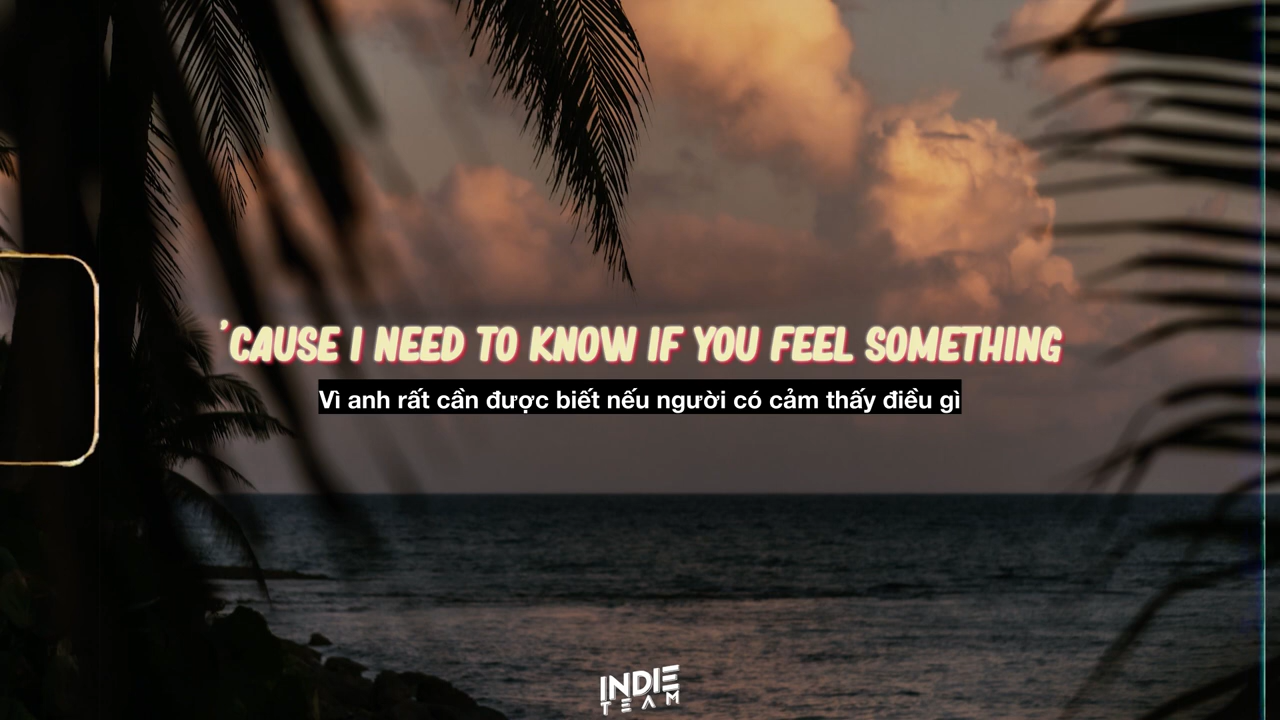 'CAUSE I NEED TO KNOW IF YOU FEEL SOMETHING
Vì anh rất cần được biết nếu người có cảm thấy điều gì
INDIE
TEAM